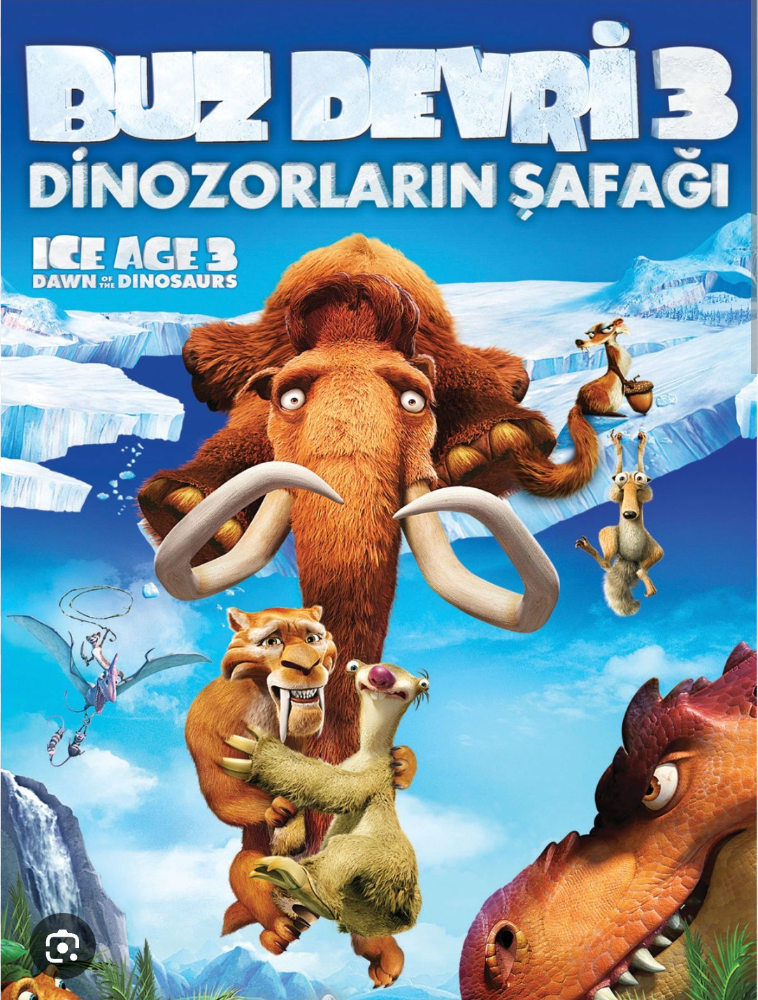 BUZ DEVRİ 3
DİNOZORLARIN ŞAFAĞI
ICE AGE 3
DAWN OF THE DINOSAURS